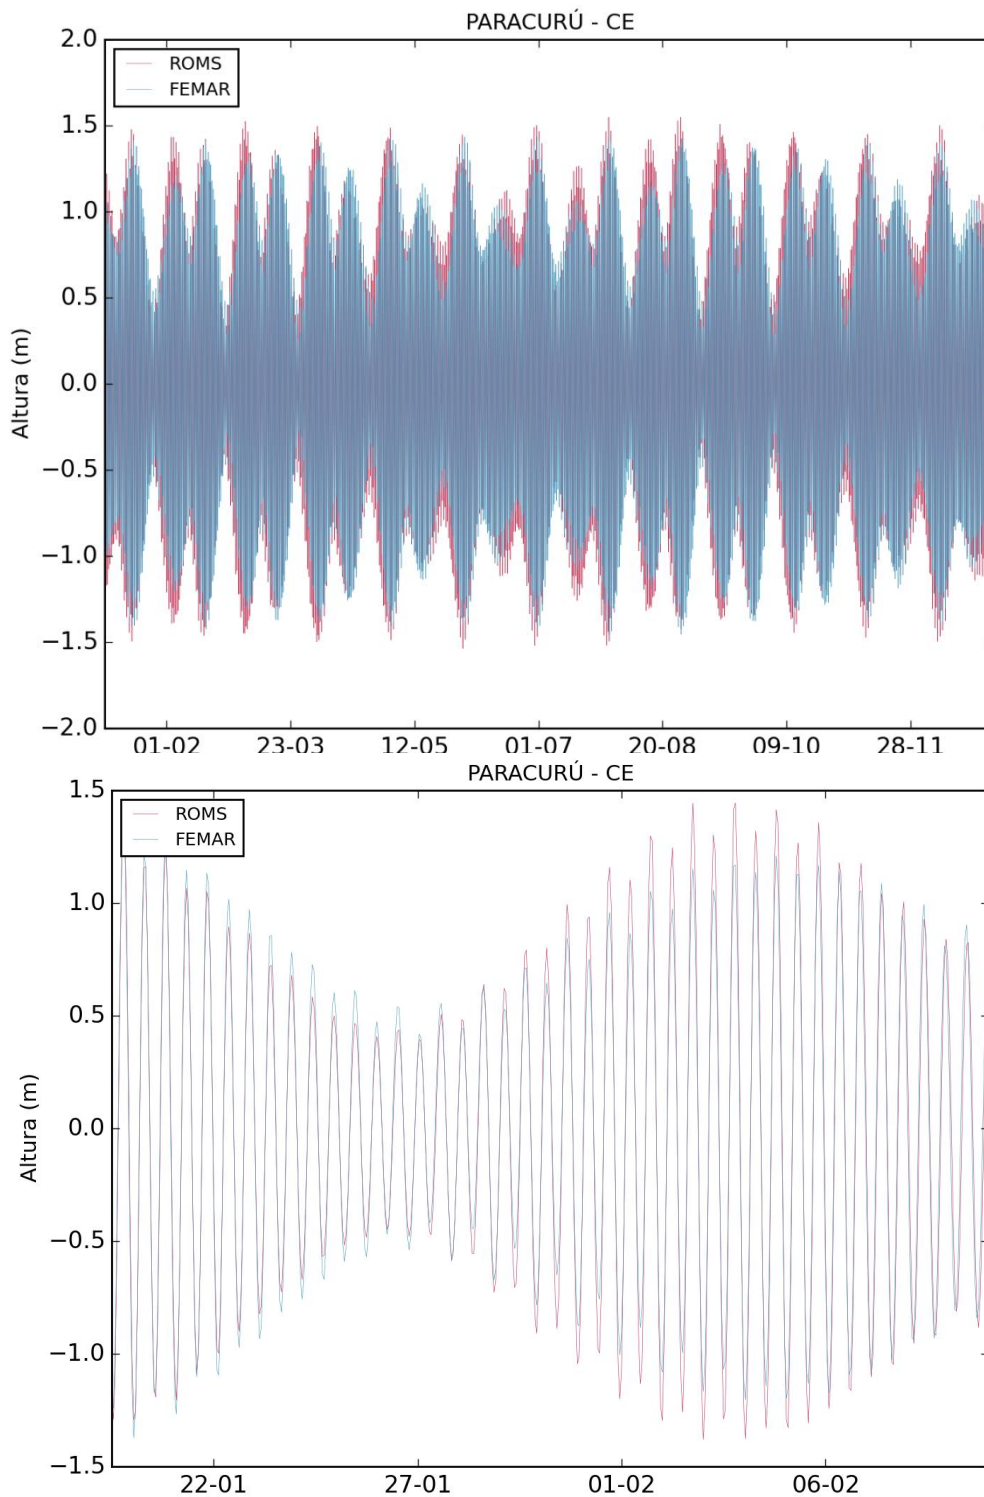 PARACURÚ - CE
2.0
ROMS
FEMAR
1.5
1.0
0.5
0.0
−0.5
−1.0
−1.5
−2.0
Altura (m)
01-02 23-03 12-05 01-07 20-08 09-10 28-11
PARACURÚ - CE
1.5
ROMS
FEMAR
1.0
0.5
0.0
−0.5
−1.0
−1.5
Altura (m)
22-01 27-01 01-02 06-02